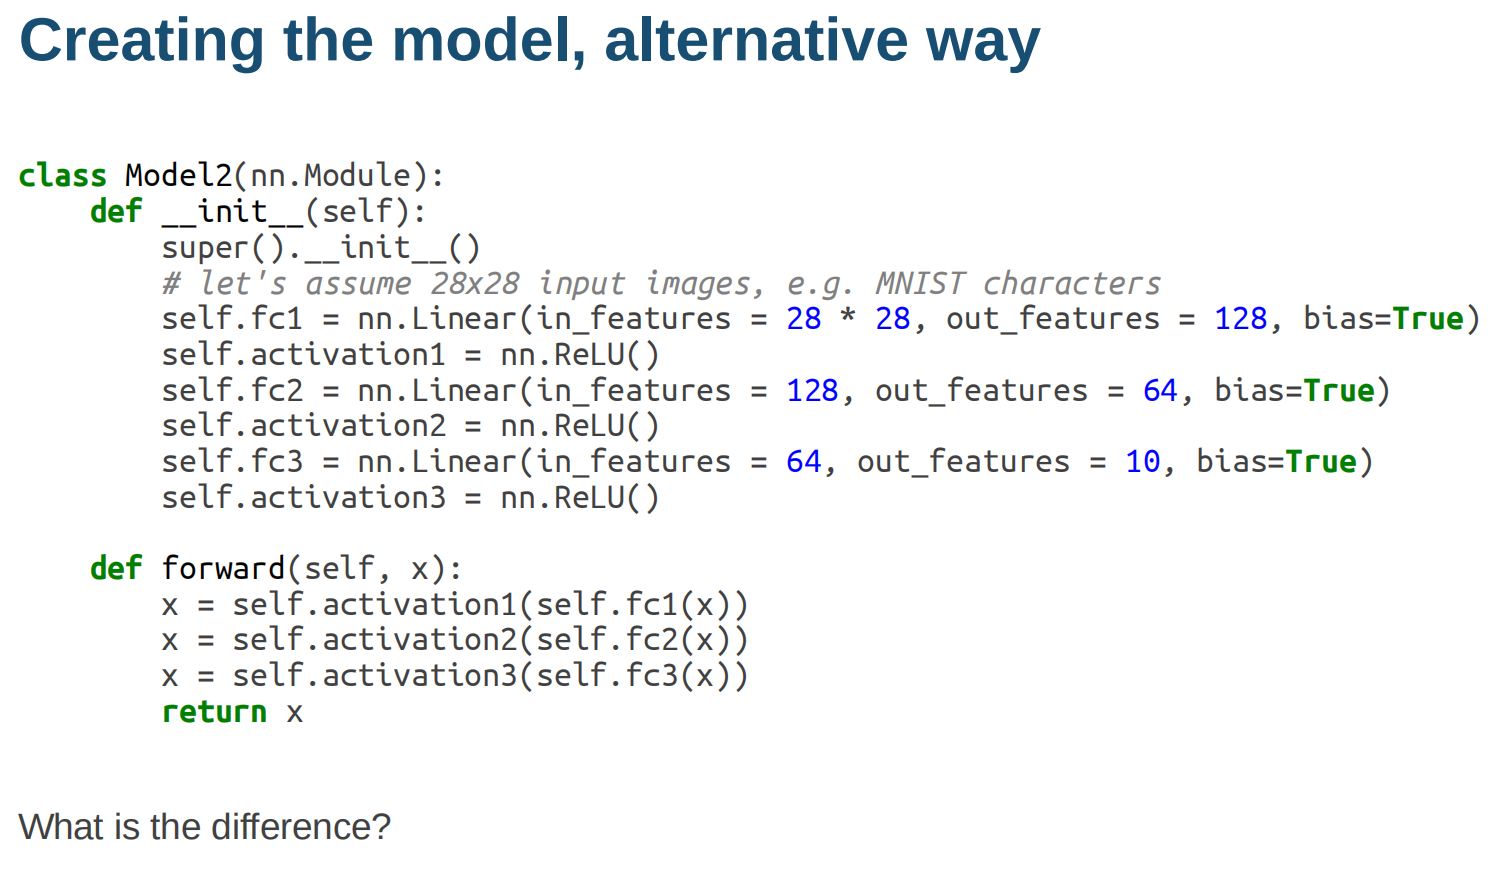 Creating the model, alternative way
class Model2(nn.Module):
    def __init__(self):
        super().__init__()
        # let's assume 28x28 input images, e.g. MNIST characters
        self.fc1 = nn.Linear(in_features = 28 * 28, out_features = 128, bias=True)
        self.activation1 = nn.ReLU()
        self.fc2 = nn.Linear(in_features = 128, out_features = 64, bias=True)
        self.activation2 = nn.ReLU()
        self.fc3 = nn.Linear(in_features = 64, out_features = 10, bias=True)
        self.activation3 = nn.ReLU()
    def forward(self, x):
        x = self.activation1(self.fc1(x))
        x = self.activation2(self.fc2(x))
        x = self.activation3(self.fc3(x))
        return x
What is the difference?